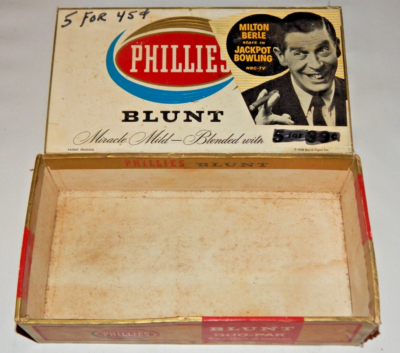 5 FOR 45¢
MILTON
BERLE
stars in
JACKPOT
BOWLING
NBC-TV
PHILLIES
BLUNT
Miracle Mild—Blended with
5 FOR 39¢
PHILLIES BLUNT
PHILLIES
BLUNT